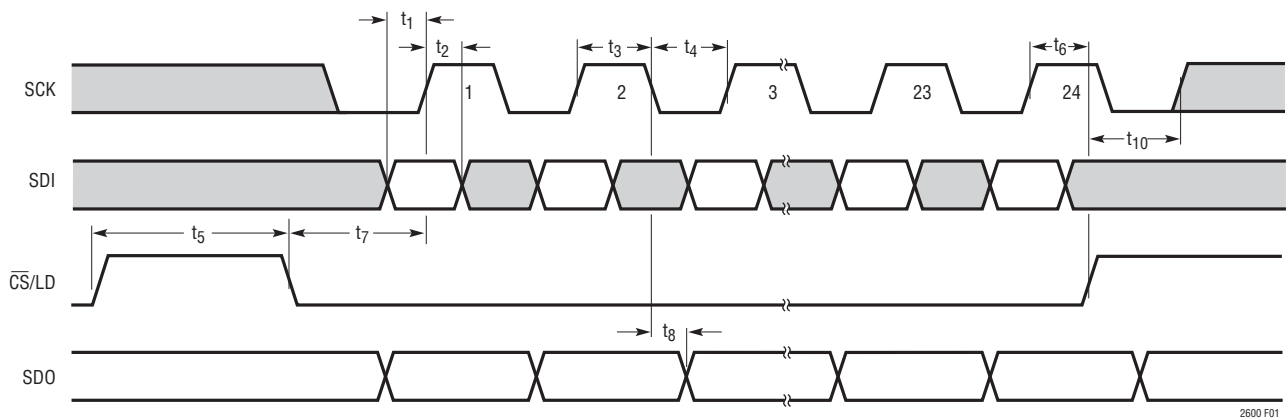 t1
t2 t3 t4 t6
SCK 1 2 3 23 24
t10
SDI
t5 t7
C̅S̅/LD
t8
SDO
2600 F01